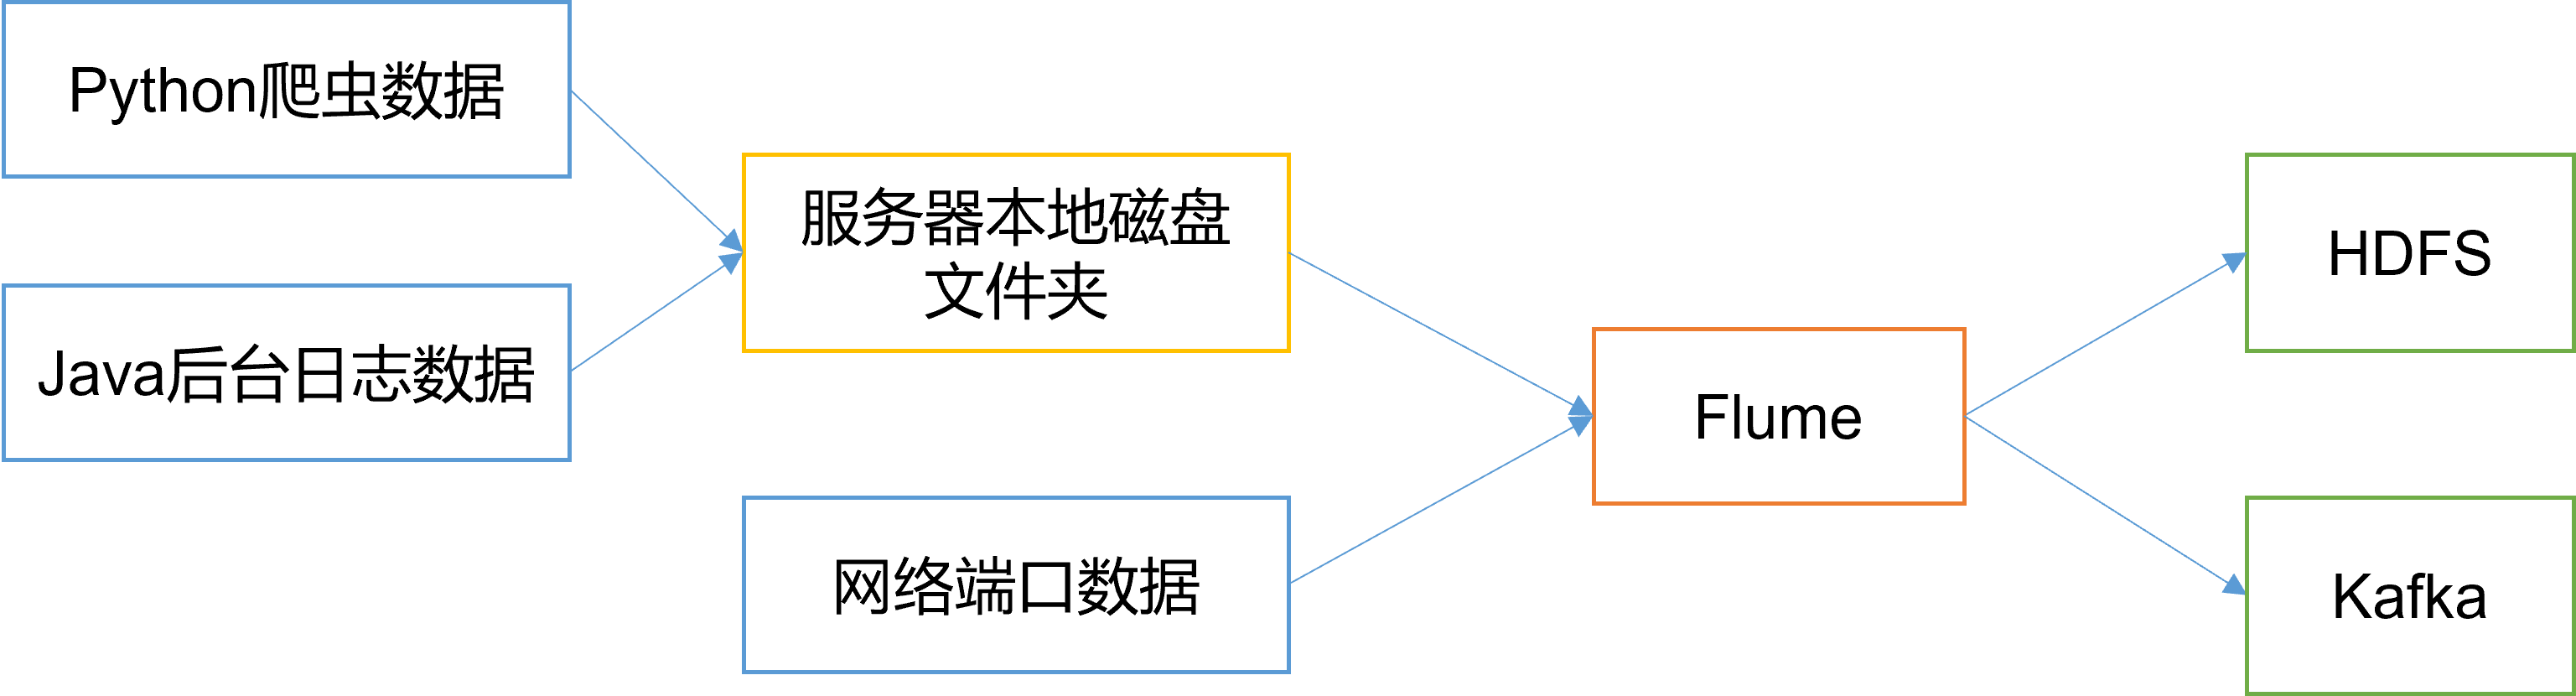 Python爬虫数据
Java后台日志数据
服务器本地磁盘
文件夹
网络端口数据
Flume
HDFS
Kafka